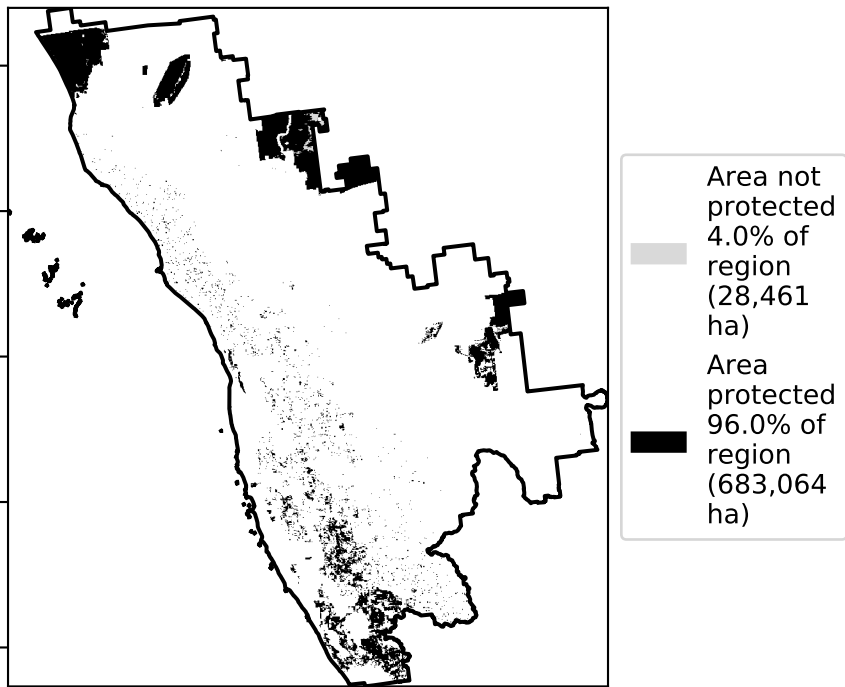 Area not
protected
4.0% of
region
(28,461
ha)
Area
protected
96.0% of
region
(683,064
ha)